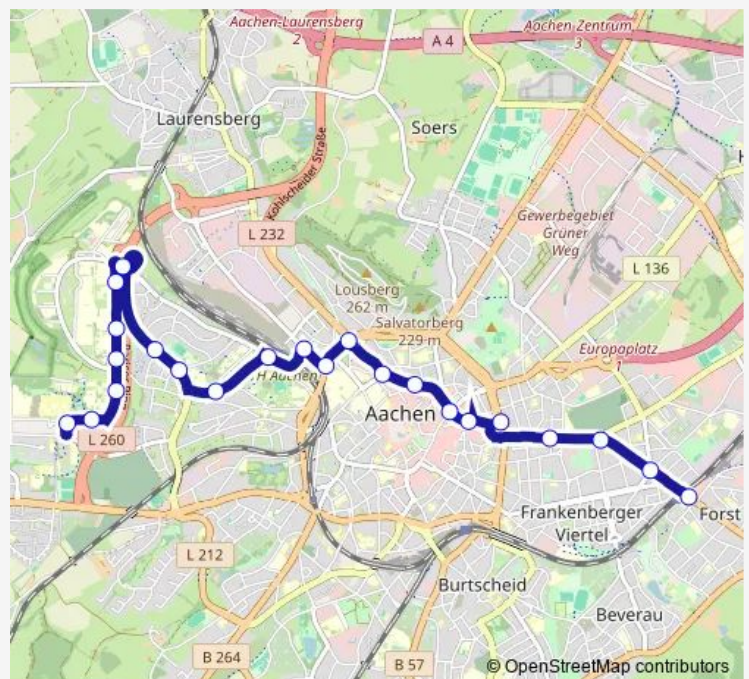 Aachen-Laurensberg
2
Aachen Zentrum
3
A 4
Laurensberg
Soers
Kohlscheider Straße
L 232
Gewerbegebiet
Grüner
Weg
L 136
Lousberg
262 m
Salvatorberg
229 m
Europaplatz
1
Aachen
L 260
Frankenberger
Viertel
Forst
L 212
Burtscheid
Beverau
B 264
B 57
© OpenStreetMap contributors